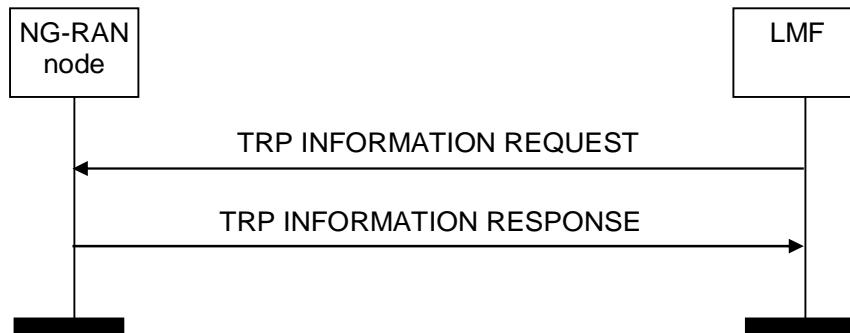 NG-RAN
node
LMF
TRP INFORMATION REQUEST
TRP INFORMATION RESPONSE